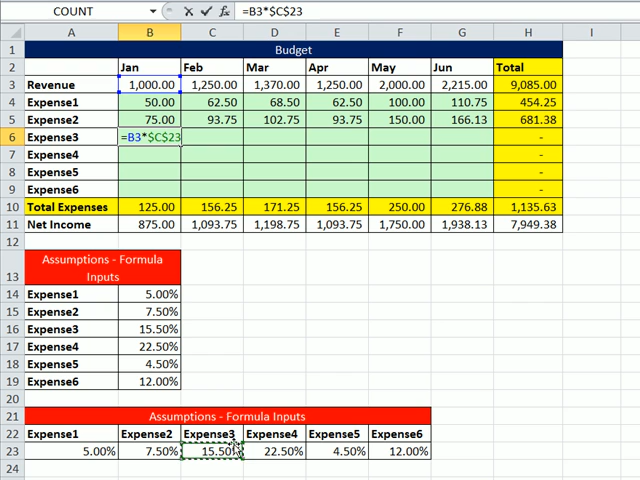 COUNT =B3*$C$23
A B C D E F G H I J
1 Budget
2 Jan Feb Mar Apr May Jun Total
3 Revenue 1,000.00 1,250.00 1,370.00 1,250.00 2,000.00 2,215.00 9,085.00
4 Expense1 50.00 62.50 68.50 62.50 100.00 110.75 454.25
5 Expense2 75.00 93.75 102.75 93.75 150.00 166.13 681.38
6 Expense3 =B3*$C$23 -
7 Expense4 -
8 Expense5 -
9 Expense6 -
10 Total Expenses 125.00 156.25 171.25 156.25 250.00 276.88 1,135.63
11 Net Income 875.00 1,093.75 1,198.75 1,093.75 1,750.00 1,938.13 7,949.38
12
Assumptions - Formula
13 Inputs
14 Expense1 5.00%
15 Expense2 7.50%
16 Expense3 15.50%
17 Expense4 22.50%
18 Expense5 4.50%
19 Expense6 12.00%
20
21 Assumptions - Formula Inputs
22 Expense1 Expense2 Expense3 Expense4 Expense5 Expense6
23 5.00% 7.50% 15.50% 22.50% 4.50% 12.00%
24